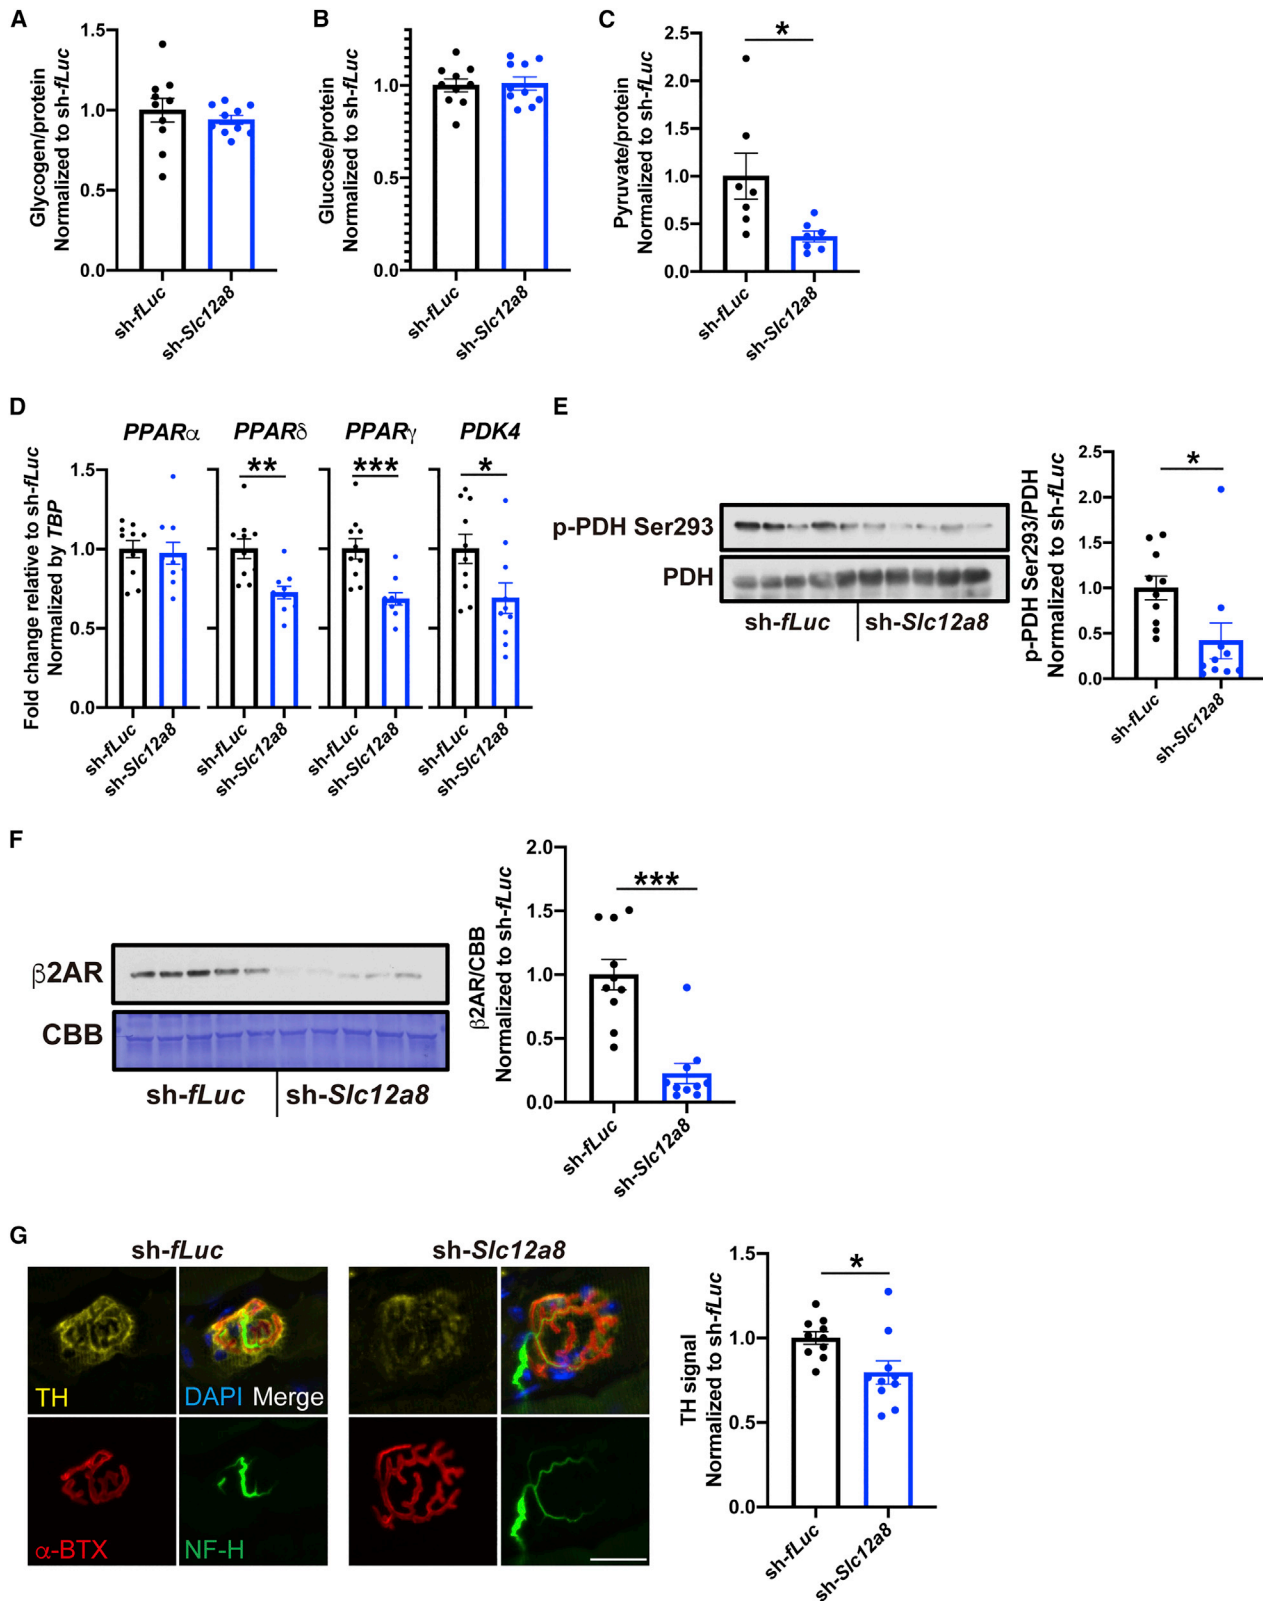 A
Glycogen/protein
Normalized to sh-fLuc
1.5
1.0
0.5
0.0
sh-fLuc
sh-Slc12a8
B
Glucose/protein
Normalized to sh-fLuc
1.0
0.5
0.0
sh-fLuc
sh-Slc12a8
C
Pyruvate/protein
Normalized to sh-fLuc
2.5
2.0
1.5
1.0
0.5
0.0
*
sh-fLuc
sh-Slc12a8
D
PPARα PPARδ PPARγ PDK4
Fold change relative to sh-fLuc
Normalized by TBP
1.5
1.0
0.5
0.0
** *** *
sh-fLuc
sh-Slc12a8
sh-fLuc
sh-Slc12a8
sh-fLuc
sh-Slc12a8
sh-fLuc
sh-Slc12a8
E
p-PDH Ser293
PDH
sh-fLuc sh-Slc12a8
p-PDH Ser293/PDH
Normalized to sh-fLuc
2.5
2.0
1.5
1.0
0.5
0.0
*
sh-fLuc
sh-Slc12a8
F
β2AR
CBB
sh-fLuc sh-Slc12a8
β2AR/CBB
Normalized to sh-fLuc
2.0
1.5
1.0
0.5
0.0
***
sh-fLuc
sh-Slc12a8
G
sh-fLuc sh-Slc12a8
TH
DAPI Merge
α-BTX
NF-H
TH signal
Normalized to sh-fLuc
1.5
1.0
0.5
0.0
*
sh-fLuc
sh-Slc12a8